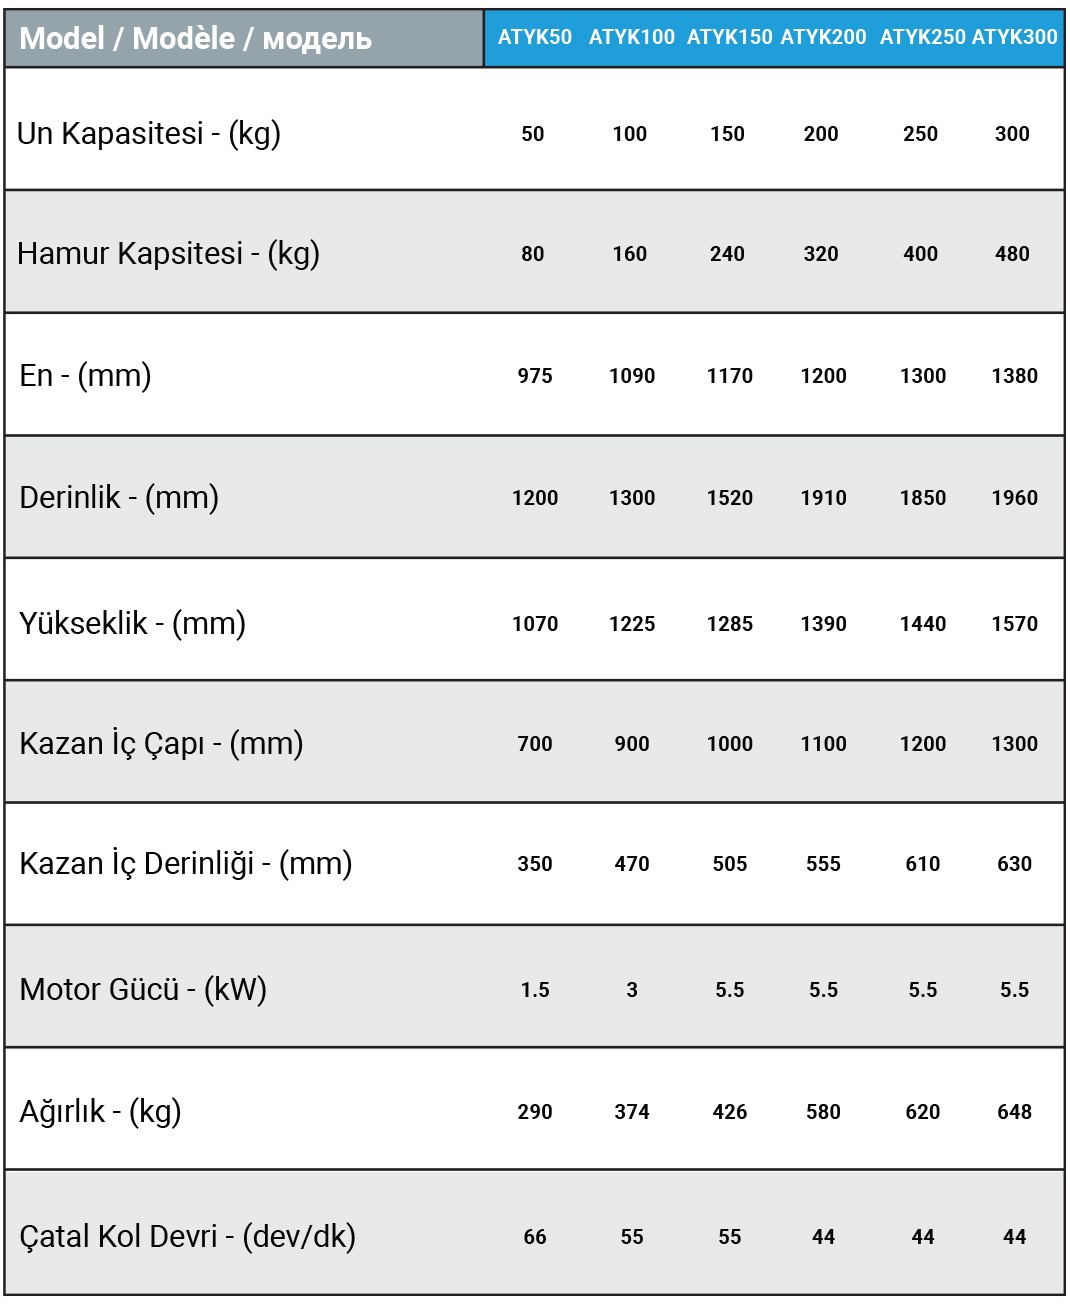 Model / Modèle / модель ATYK50 ATYK100 ATYK150 ATYK200 ATYK250 ATYK300
Un Kapasitesi - (kg) 50 100 150 200 250 300
Hamur Kapsitesi - (kg) 80 160 240 320 400 480
En - (mm) 975 1090 1170 1200 1300 1380
Derinlik - (mm) 1200 1300 1520 1910 1850 1960
Yükseklik - (mm) 1070 1225 1285 1390 1440 1570
Kazan İç Çapı - (mm) 700 900 1000 1100 1200 1300
Kazan İç Derinliği - (mm) 350 470 505 555 610 630
Motor Gücü - (kW) 1.5 3 5.5 5.5 5.5 5.5
Ağırlık - (kg) 290 374 426 580 620 648
Çatal Kol Devri - (dev/dk) 66 55 55 44 44 44